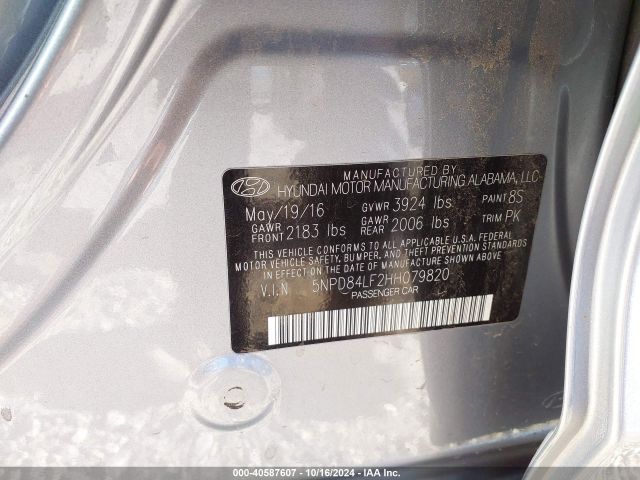 MANUFACTURED BY
HYUNDAI MOTOR MANUFACTURING ALABAMA, LLC
May/19/16 GVWR 3924 lbs PAINT 8S
GAWR FRONT 2183 lbs GAWR REAR 2006 lbs TRIM PK
THIS VEHICLE CONFORMS TO ALL APPLICABLE U.S.A. FEDERAL
MOTOR VEHICLE SAFETY, BUMPER, AND THEFT PREVENTION STANDARDS
IN EFFECT ON THE DATE OF MANUFACTURE SHOWN ABOVE.
V.I.N 5NPD84LF2HH079820
PASSENGER CAR
000-40587607 - 10/16/2024 - IAA Inc.